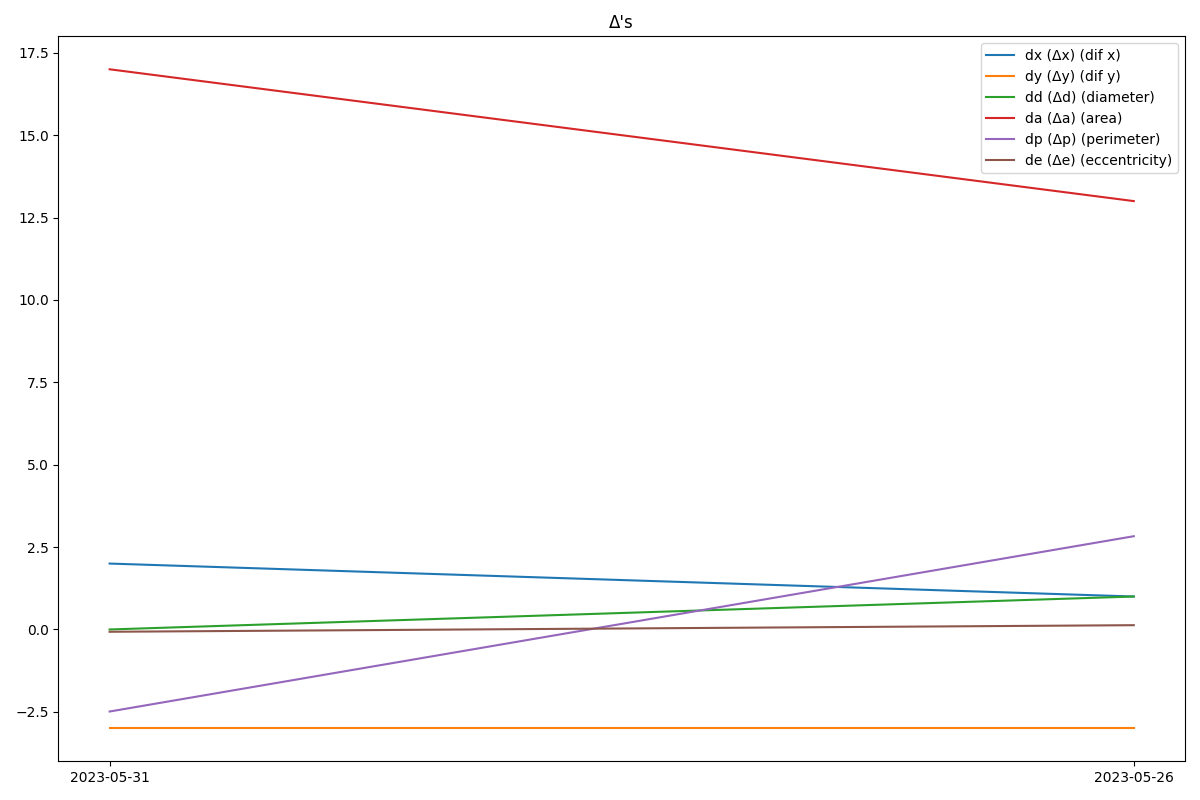 Δ's
17.5
15.0
12.5
10.0
7.5
5.0
2.5
0.0
−2.5
2023-05-31
2023-05-26
dx (Δx) (dif x)
dy (Δy) (dif y)
dd (Δd) (diameter)
da (Δa) (area)
dp (Δp) (perimeter)
de (Δe) (eccentricity)